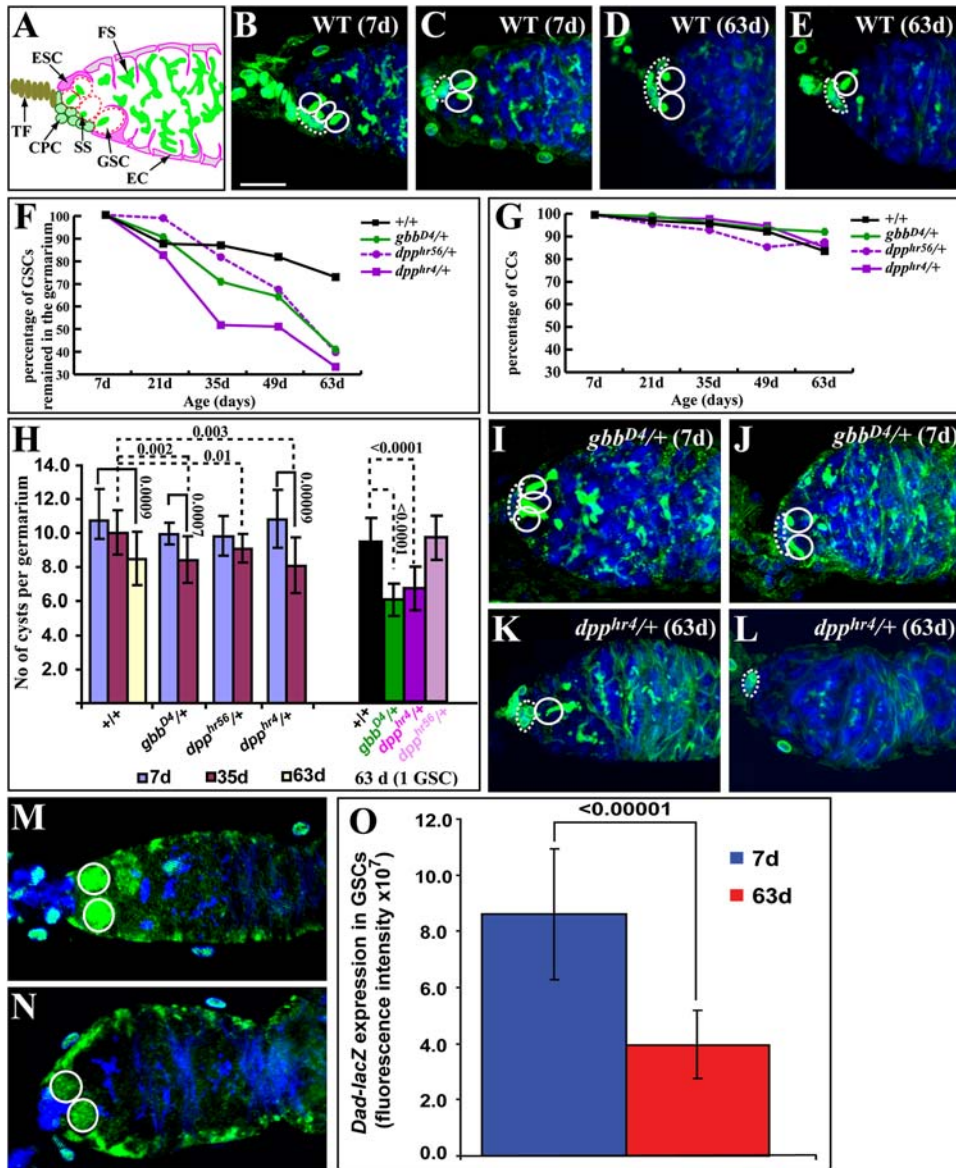 A
FS
ESC
TF
CPC
SS
GSC
EC
B WT (7d)
C WT (7d)
D WT (63d)
E WT (63d)
F
percentage of GSCs
remained in the germarium
100
90
80
70
60
50
40
30
7d 21d 35d 49d 63d
Age (days)
+/+
gbbD4/+
dpphr56/+
dpphr4/+
G
percentage of CCs
100
90
80
70
60
50
40
30
7d 21d 35d 49d 63d
Age (days)
+/+
gbbD4/+
dpphr56/+
dpphr4/+
H
No of cysts per germarium
14.0
12.0
10.0
8.0
6.0
4.0
2.0
0.003
0.002
0.01
0.0009
0.0007
0.00009
<0.0001
<0.0001
+/+
gbbD4/+
dpphr56/+
dpphr4/+
+/+
gbbD4/+
dpphr4/+
dpphr56/+
7d 35d 63d
63 d (1 GSC)
I gbbD4/+ (7d)
J gbbD4/+ (7d)
K dpphr4/+ (63d)
L dpphr4/+ (63d)
M
N
O
Dad-lacZ expression in GSCs
(fluorescence intensity x10⁷)
12.0
10.0
8.0
6.0
4.0
2.0
0.0
<0.00001
7d
63d